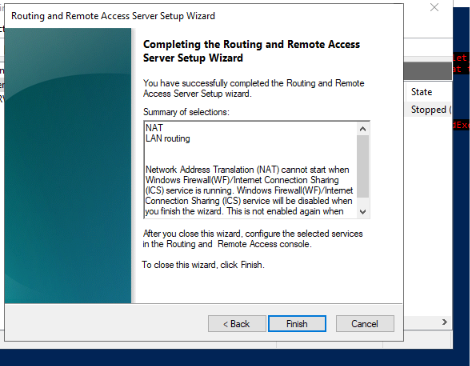 Routing and Remote Access Server Setup Wizard
Completing the Routing and Remote Access
Server Setup Wizard
You have successfully completed the Routing and Remote
Access Server Setup wizard.
Summary of selections:
NAT
LAN routing
Network Address Translation (NAT) cannot start when
Windows Firewall(WF)/Internet Connection Sharing
(ICS) service is running. Windows Firewall(WF)/Internet
Connection Sharing (ICS) service will be disabled when
you finish the wizard. This is not enabled again when
After you close this wizard, configure the selected services
in the Routing and Remote Access console.
To close this wizard, click Finish.
< Back
Finish
Cancel
State
Stopped (